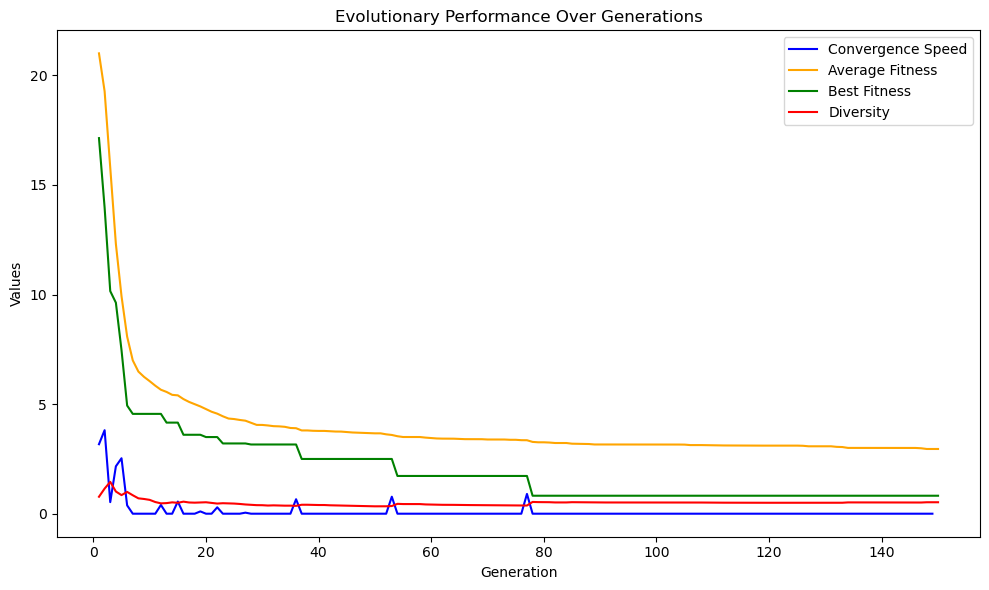 Evolutionary Performance Over Generations
Convergence Speed
Average Fitness
Best Fitness
Diversity
Values
20
15
10
5
0
0 20 40 60 80 100 120 140
Generation